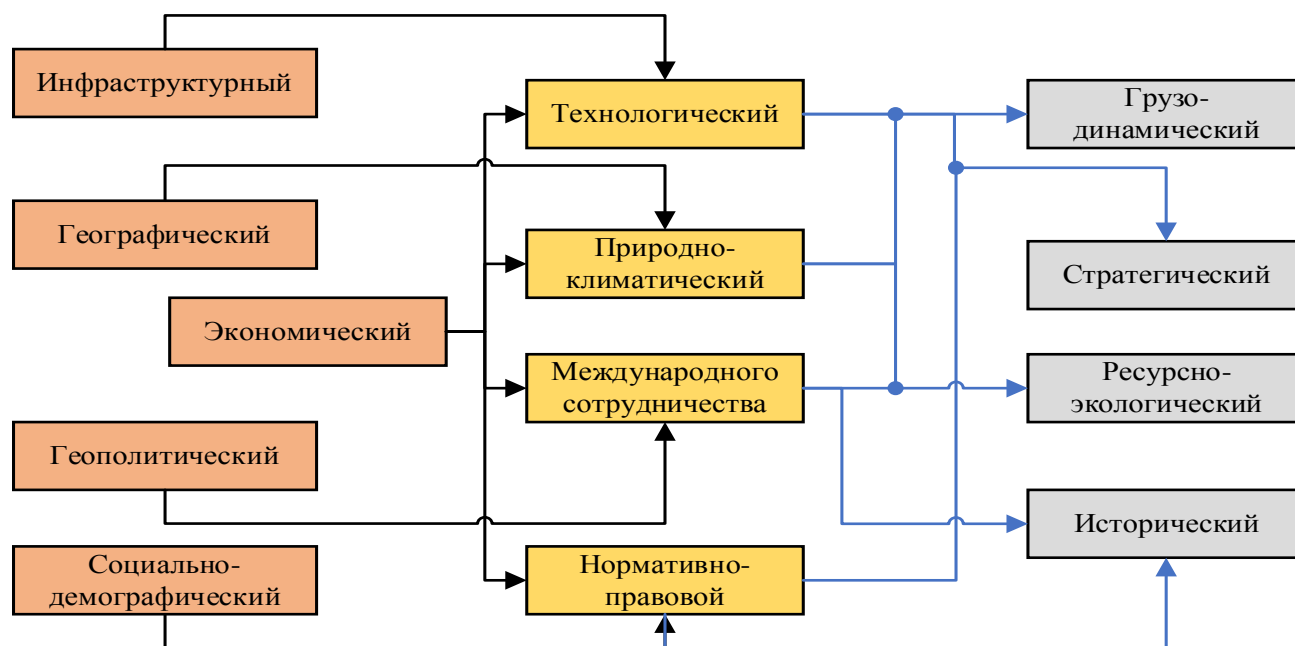 Инфраструктурный
Технологический
Грузо-
динамический
Географический
Природно-
климатический
Стратегический
Экономический
Международного
сотрудничества
Ресурсно-
экологический
Геополитический
Исторический
Социально-
демографический
Нормативно-
правовой